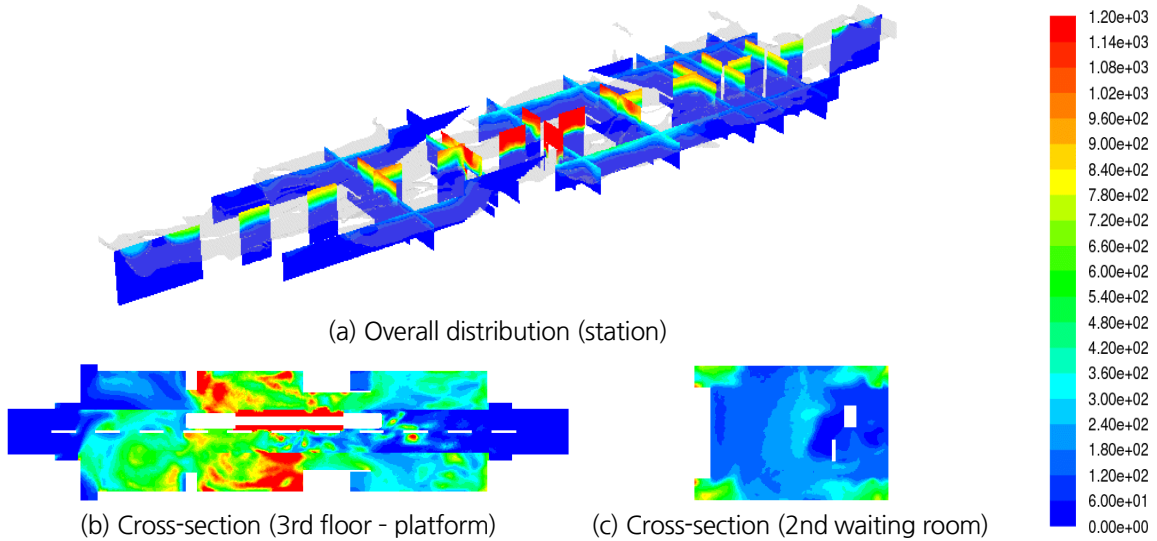 1.20e+03
1.14e+03
1.08e+03
1.02e+03
9.60e+02
9.00e+02
8.40e+02
7.80e+02
7.20e+02
6.60e+02
6.00e+02
5.40e+02
4.80e+02
4.20e+02
3.60e+02
3.00e+02
2.40e+02
1.80e+02
1.20e+02
6.00e+01
0.00e+00
(a) Overall distribution (station)
(b) Cross-section (3rd floor - platform)
(c) Cross-section (2nd waiting room)